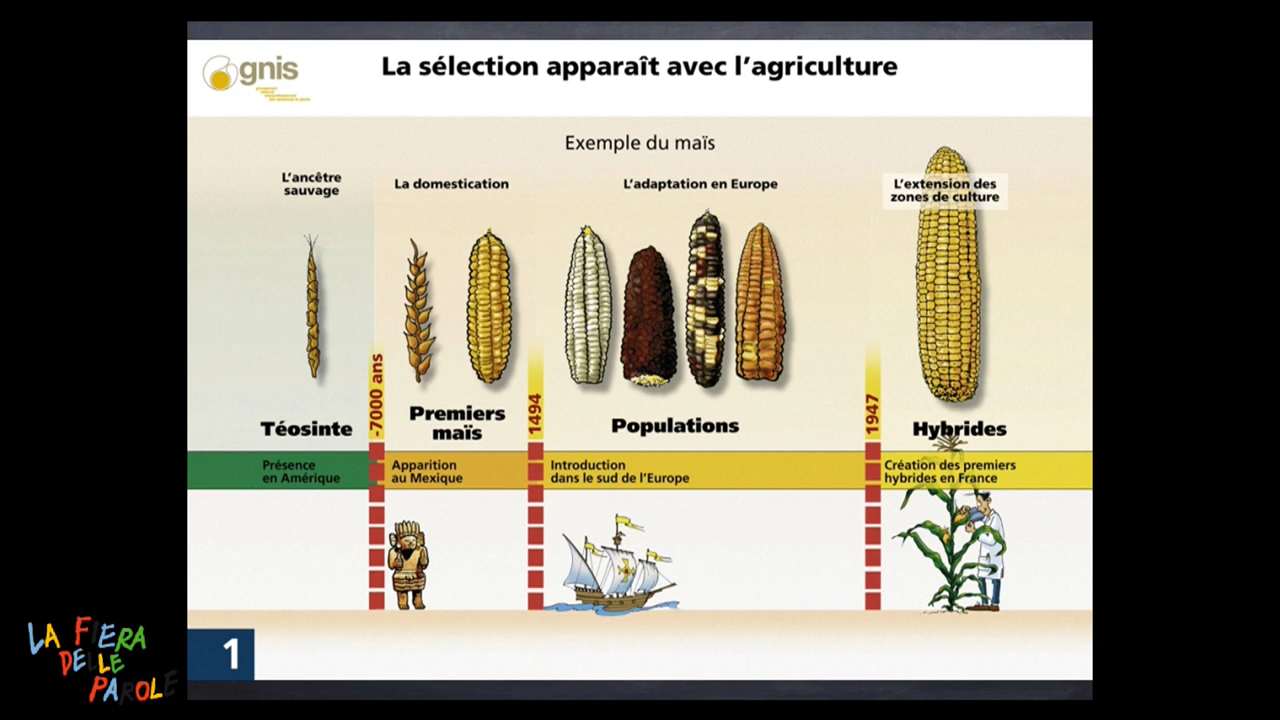 gnis
La sélection apparaît avec l'agriculture
Exemple du maïs
L'ancêtre
sauvage
La domestication
L'adaptation en Europe
L'extension des
zones de culture
-7000 ans
1494
1947
Téosinte
Premiers
maïs
Populations
Hybrides
Présence
en Amérique
Apparition
au Mexique
Introduction
dans le sud de l'Europe
Création des premiers
hybrides en France
1
LA FIERA
DELLE
PAROLE